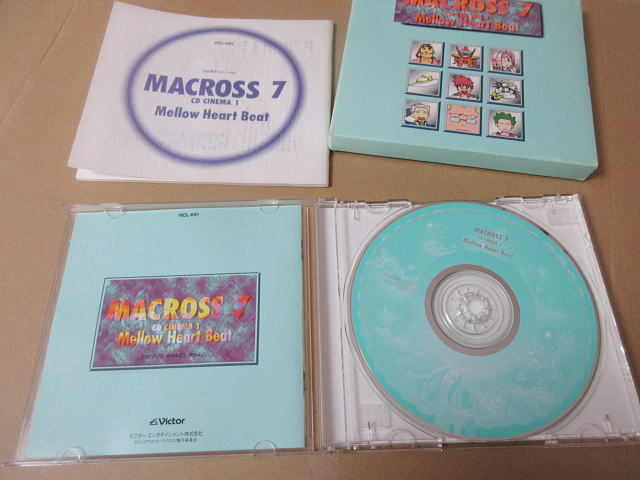 VICL-691
MACROSS 7
CD CINEMA 1
Mellow Heart Beat
MACROSS 7
Mellow Heart Beat
VICL-691
MACROSS 7
CD CINEMA 1
Mellow Heart Beat
Victor
ビクター エンタテインメント株式会社
MACROSS 7
CD CINEMA 1
Mellow Heart Beat